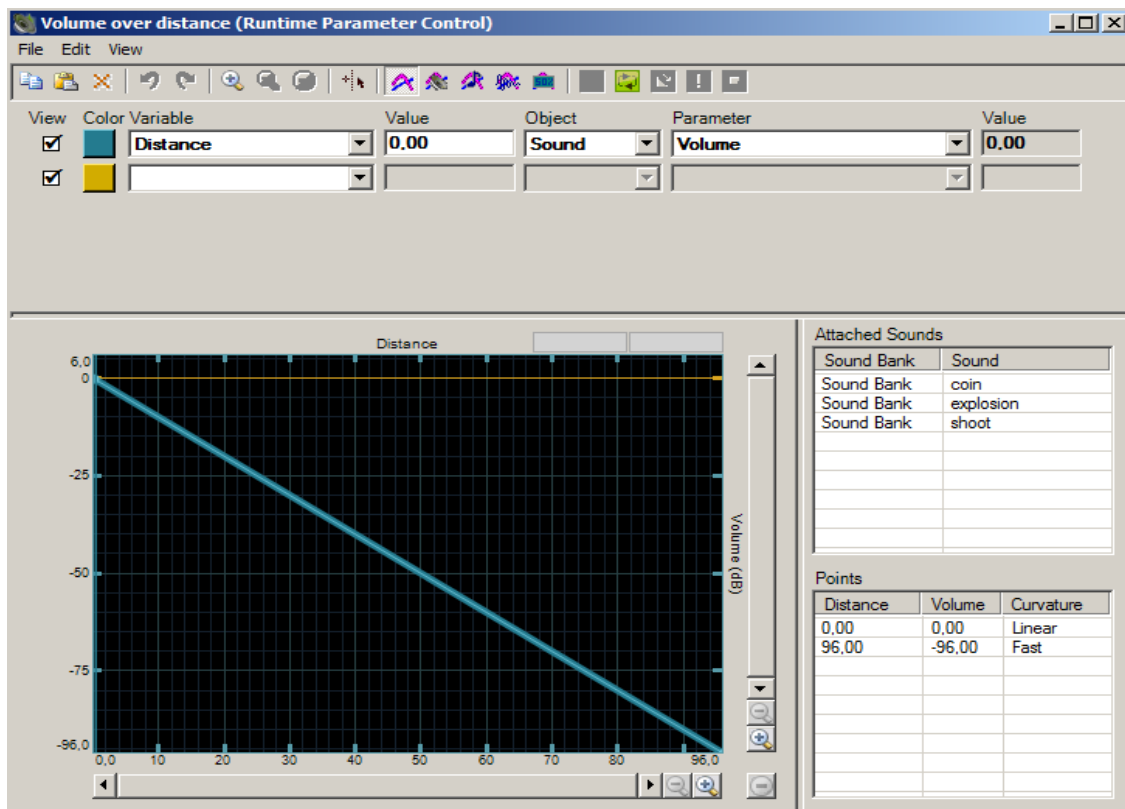 Volume over distance (Runtime Parameter Control)
File Edit View
View Color Variable Value Object Parameter Value
Distance 0,00 Sound Volume 0,00
Distance
6,0
0
-25
-50
-75
-96,0
0,0 10 20 30 40 50 60 70 80 96,0
Volume (dB)
Attached Sounds
Sound Bank Sound
Sound Bank coin
Sound Bank explosion
Sound Bank shoot
Points
Distance Volume Curvature
0,00 0,00 Linear
96,00 -96,00 Fast